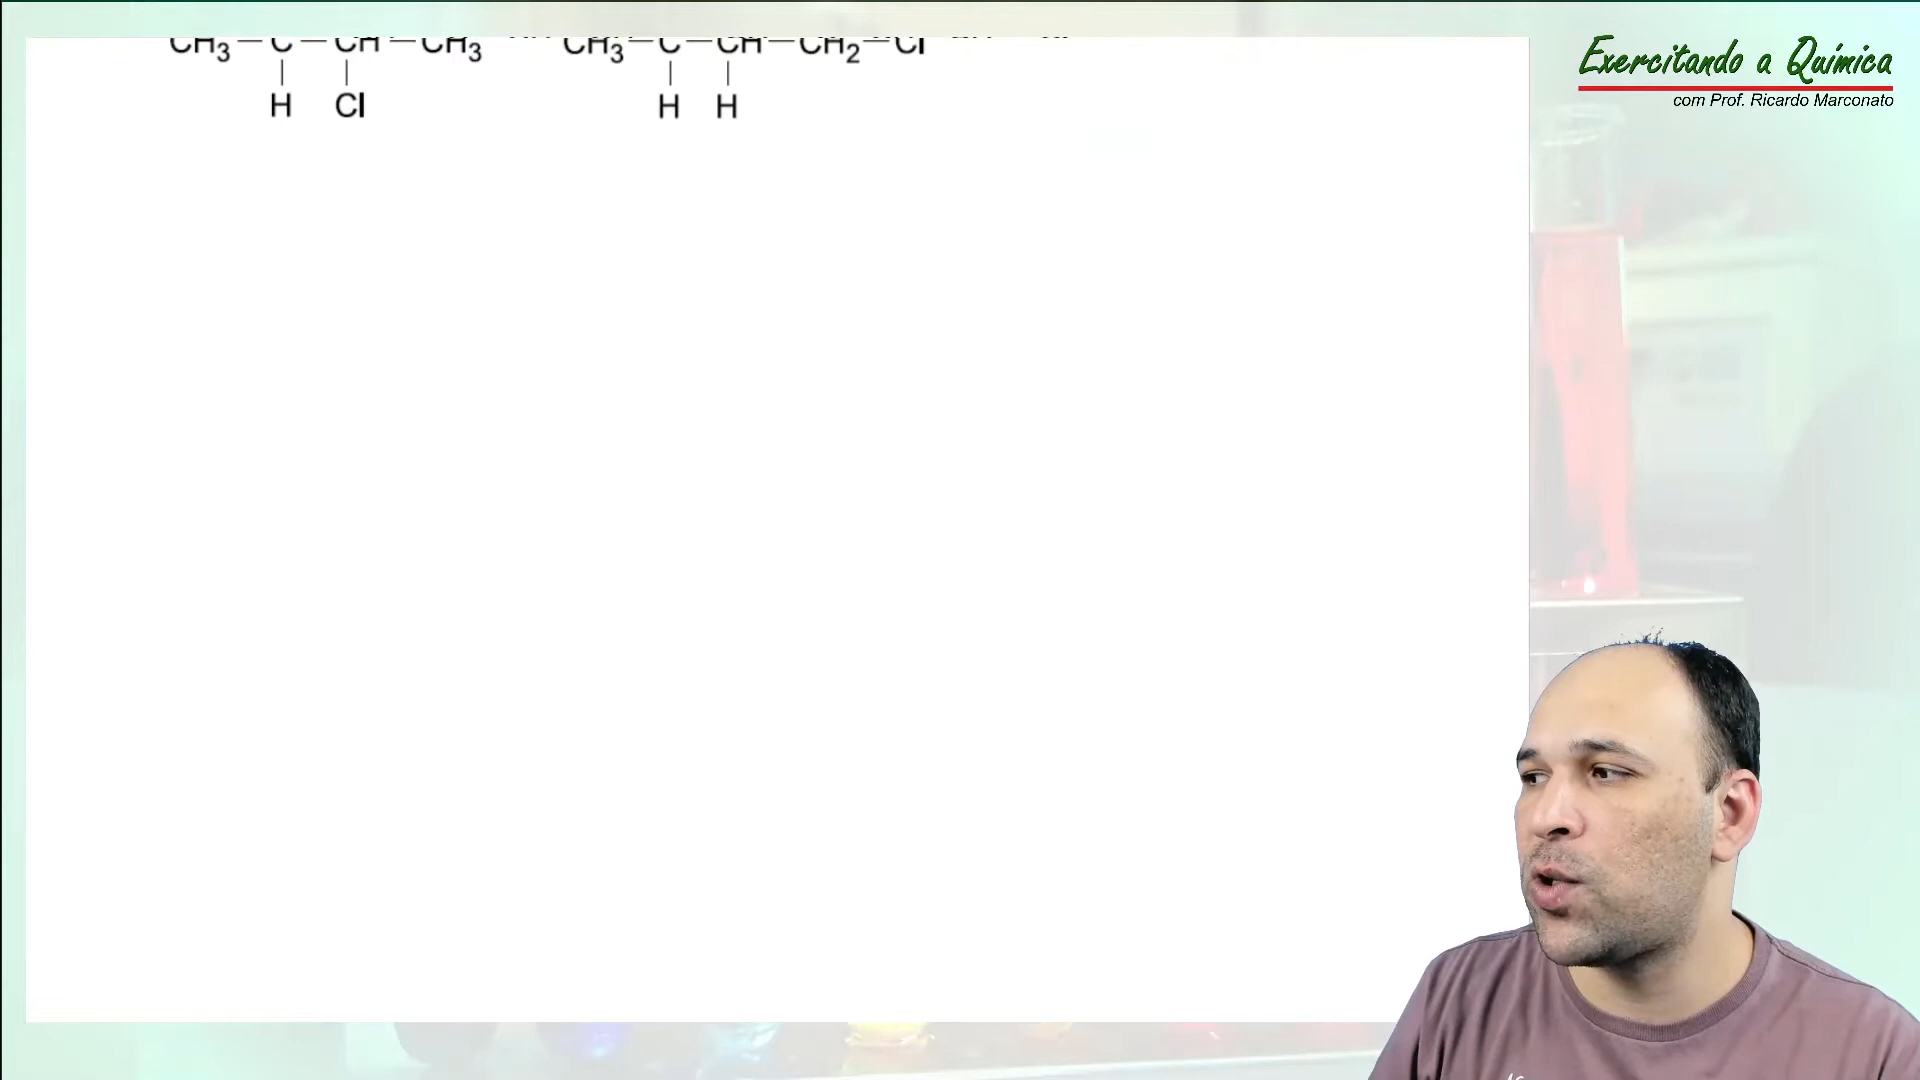 CH3 — C — CH — CH3 CH3 — C — CH — CH2 — Cl
H Cl H H
Exercitando a Química
com Prof. Ricardo Marconato